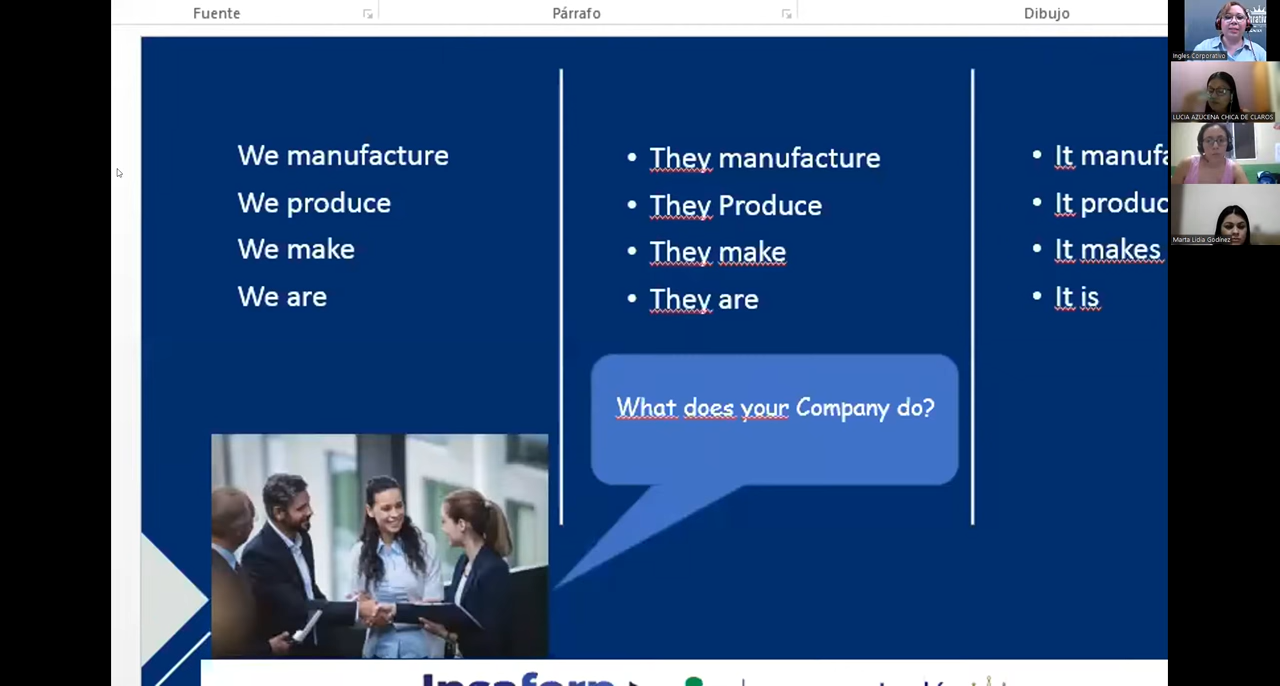 Fuente
Párrafo
Dibujo
We manufacture
We produce
We make
We are
• They manufacture
• They Produce
• They make
• They are
• It
• It
• It makes
• It is
What does your Company do?
Ingles Corporativo
LUCIA AZUCENA CHICA DE CLAROS
Marta Lidia Godinez